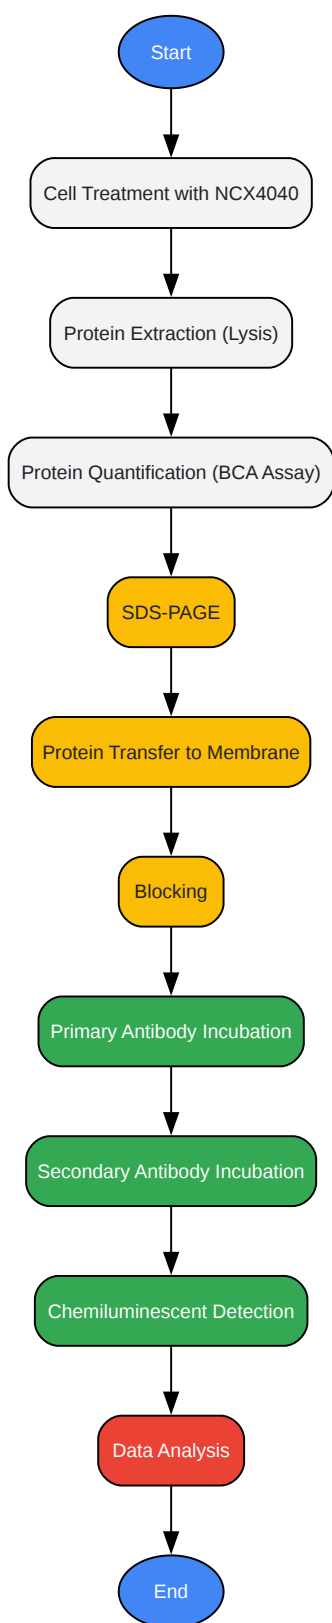 Start
Cell Treatment with NCX4040
Protein Extraction (Lysis)
Protein Quantification (BCA Assay)
SDS-PAGE
Protein Transfer to Membrane
Blocking
Primary Antibody Incubation
Secondary Antibody Incubation
Chemiluminescent Detection
Data Analysis
End